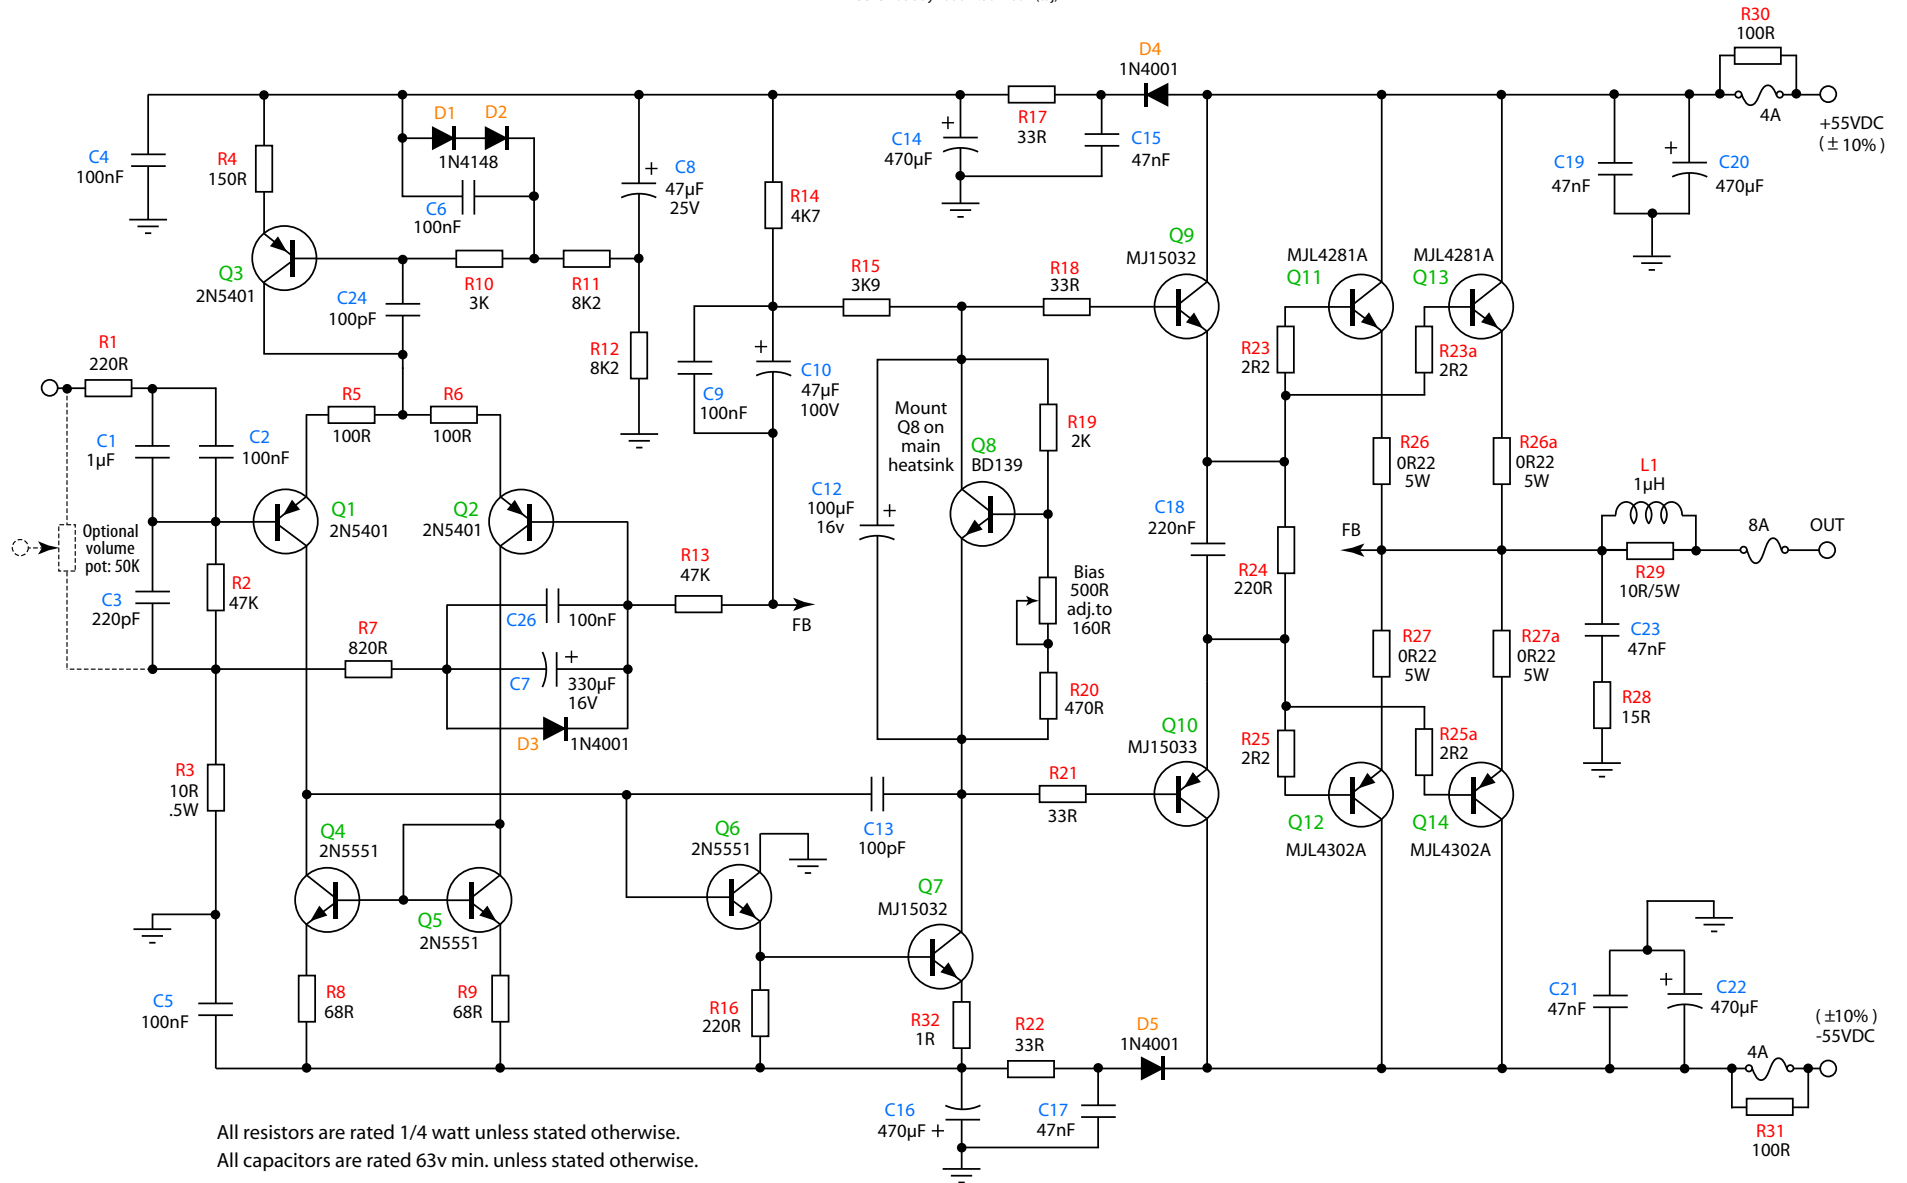 R30
100R
D4
1N4001
4A
+55VDC
(±10%)
D1
D2
1N4148
R17
33R
C14
470µF
+
C15
47nF
C19
47nF
+
C20
470µF
C4
100nF
R4
150R
C6
100nF
+
C8
47µF
25V
R14
4K7
Q3
2N5401
R10
3K
R11
8K2
C24
100pF
R15
3K9
R18
33R
Q9
MJ15032
MJL4281A
Q11
MJL4281A
Q13
R1
220R
R12
8K2
+
C9
100nF
C10
47µF
100V
R23
2R2
R23a
2R2
R5
100R
R6
100R
Mount
Q8 on
main
heatsink
R19
2K
C1
1µF
C2
100nF
Q8
BD139
R26
0R22
5W
R26a
0R22
5W
L1
1µH
Q1
2N5401
Q2
2N5401
C12
100µF
16v
+
C18
220nF
FB
8A
OUT
Optional
volume
pot: 50K
R2
47K
R13
47K
Bias
500R
adj.to
160R
R24
220R
R29
10R/5W
C3
220pF
C26
100nF
FB
R7
820R
R27
0R22
5W
R27a
0R22
5W
C23
47nF
C7
+
330µF
16V
R20
470R
R28
15R
D3
1N4001
Q10
MJ15033
R25
2R2
R25a
2R2
R3
10R
.5W
R21
33R
Q4
2N5551
Q6
2N5551
C13
100pF
Q12
MJL4302A
Q14
MJL4302A
Q5
2N5551
Q7
MJ15032
C5
100nF
R8
68R
R9
68R
R16
220R
R32
1R
R22
33R
D5
1N4001
C21
47nF
+
C22
470µF
(±10%)
-55VDC
4A
C16
470µF +
C17
47nF
R31
100R
All resistors are rated 1/4 watt unless stated otherwise.
All capacitors are rated 63v min. unless stated otherwise.